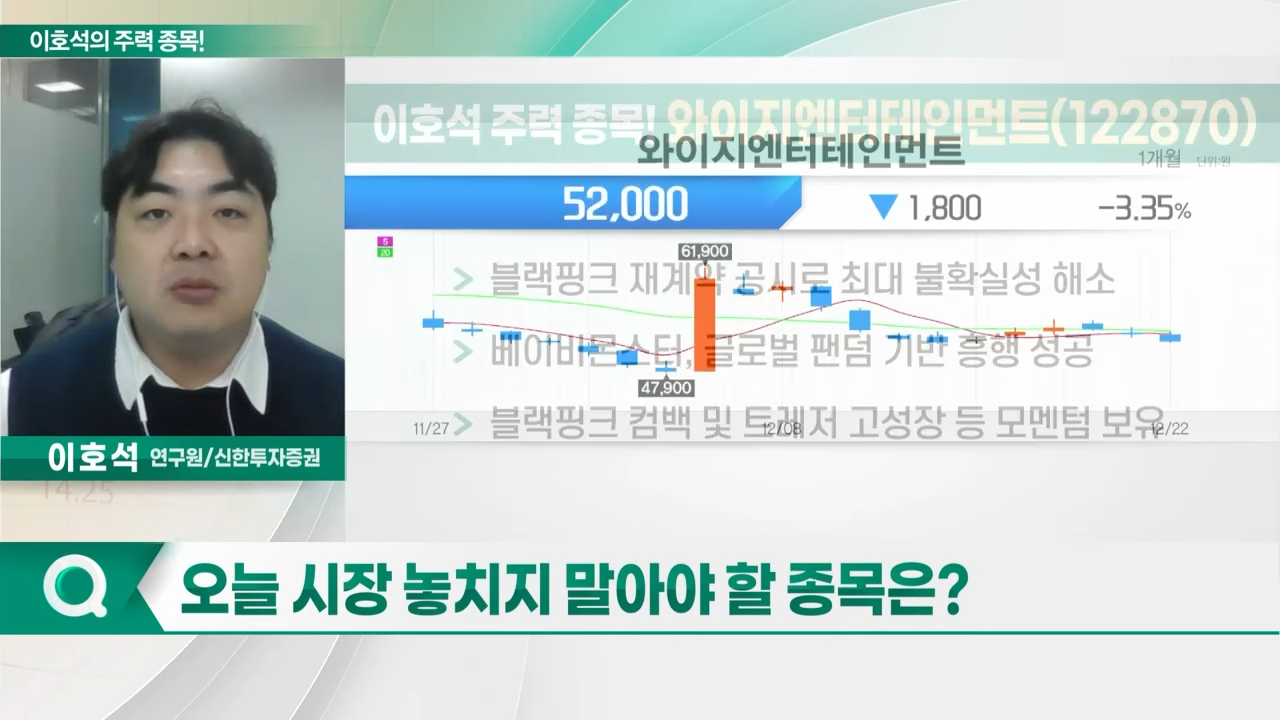 이호석의 주력 종목!
이호석 주력 종목! 와이지엔터테인먼트(122870)
와이지엔터테인먼트
1개월 단위:원
52,000 ▼ 1,800 -3.35%
5
20
61,900
> 블랙핑크 재계약 공시로 최대 불확실성 해소
> 베이비몬스터, 글로벌 팬덤 기반 흥행 성공
47,900
> 블랙핑크 컴백 및 트레저 고성장 등 모멘텀 보유
11/27 12/08 12/22
이호석 연구원/신한투자증권
14.25
오늘 시장 놓치지 말아야 할 종목은?